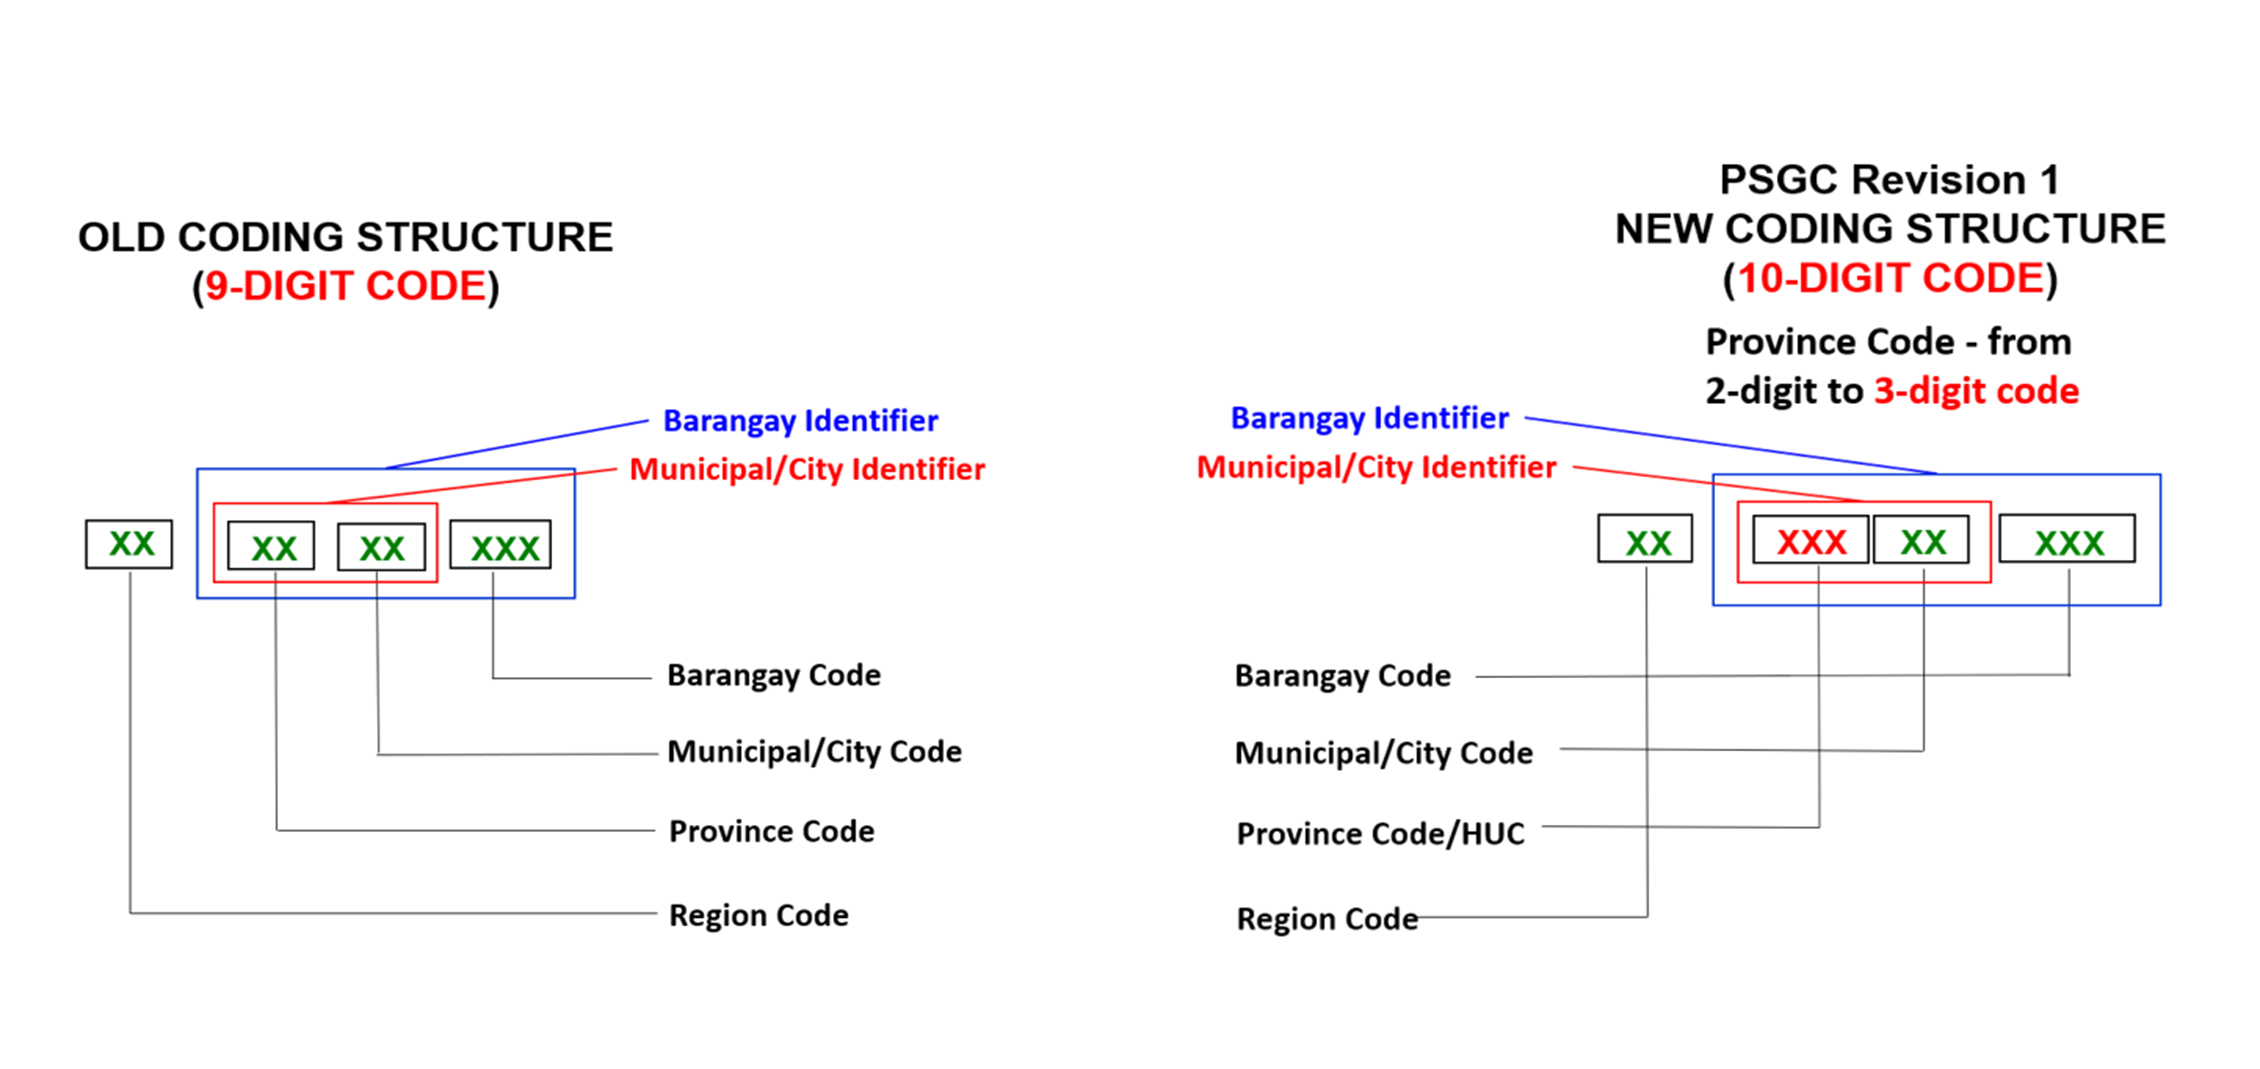 OLD CODING STRUCTURE
(9-DIGIT CODE)
Barangay Identifier
Municipal/City Identifier
XX XX XX XXX
Barangay Code
Municipal/City Code
Province Code
Region Code
PSGC Revision 1
NEW CODING STRUCTURE
(10-DIGIT CODE)
Province Code - from
2-digit to 3-digit code
Barangay Identifier
Municipal/City Identifier
XX XXX XX XXX
Barangay Code
Municipal/City Code
Province Code/HUC
Region Code